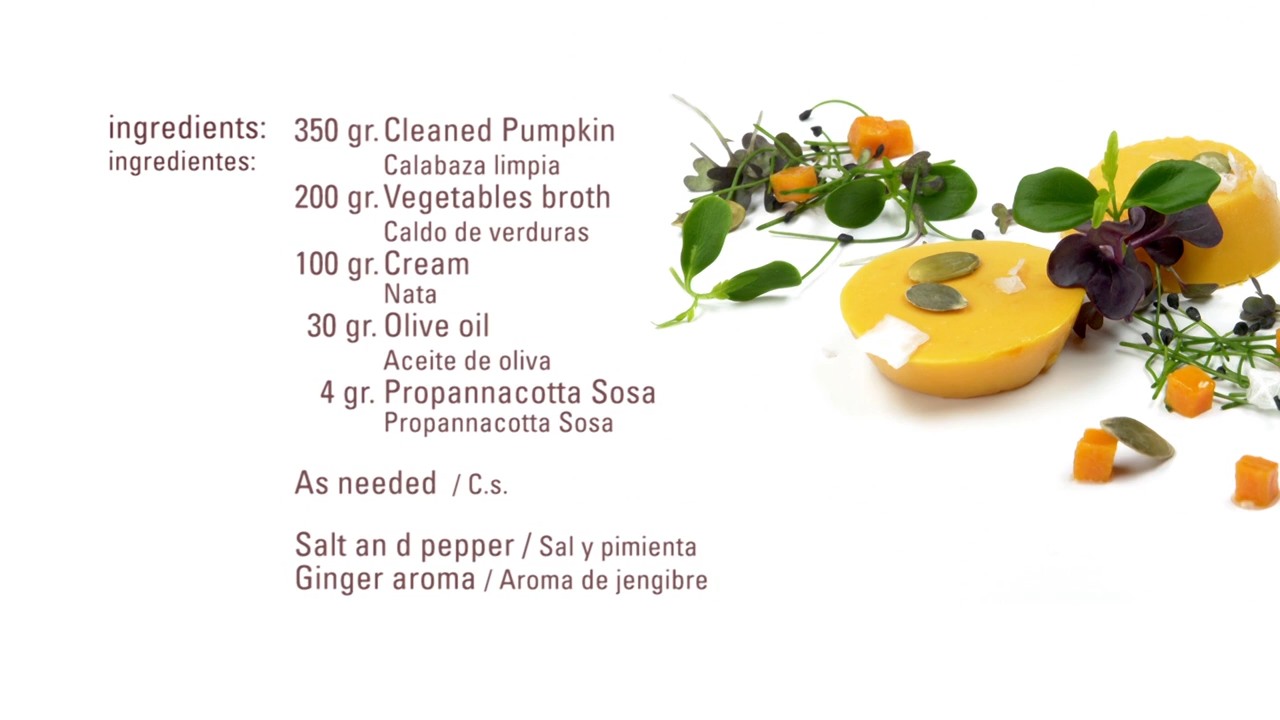 ingredients:
ingredientes:
350 gr. Cleaned Pumpkin
Calabaza limpia
200 gr. Vegetables broth
Caldo de verduras
100 gr. Cream
Nata
30 gr. Olive oil
Aceite de oliva
4 gr. Propannacotta Sosa
Propannacotta Sosa
As needed / C.s.
Salt an d pepper / Sal y pimienta
Ginger aroma / Aroma de jengibre